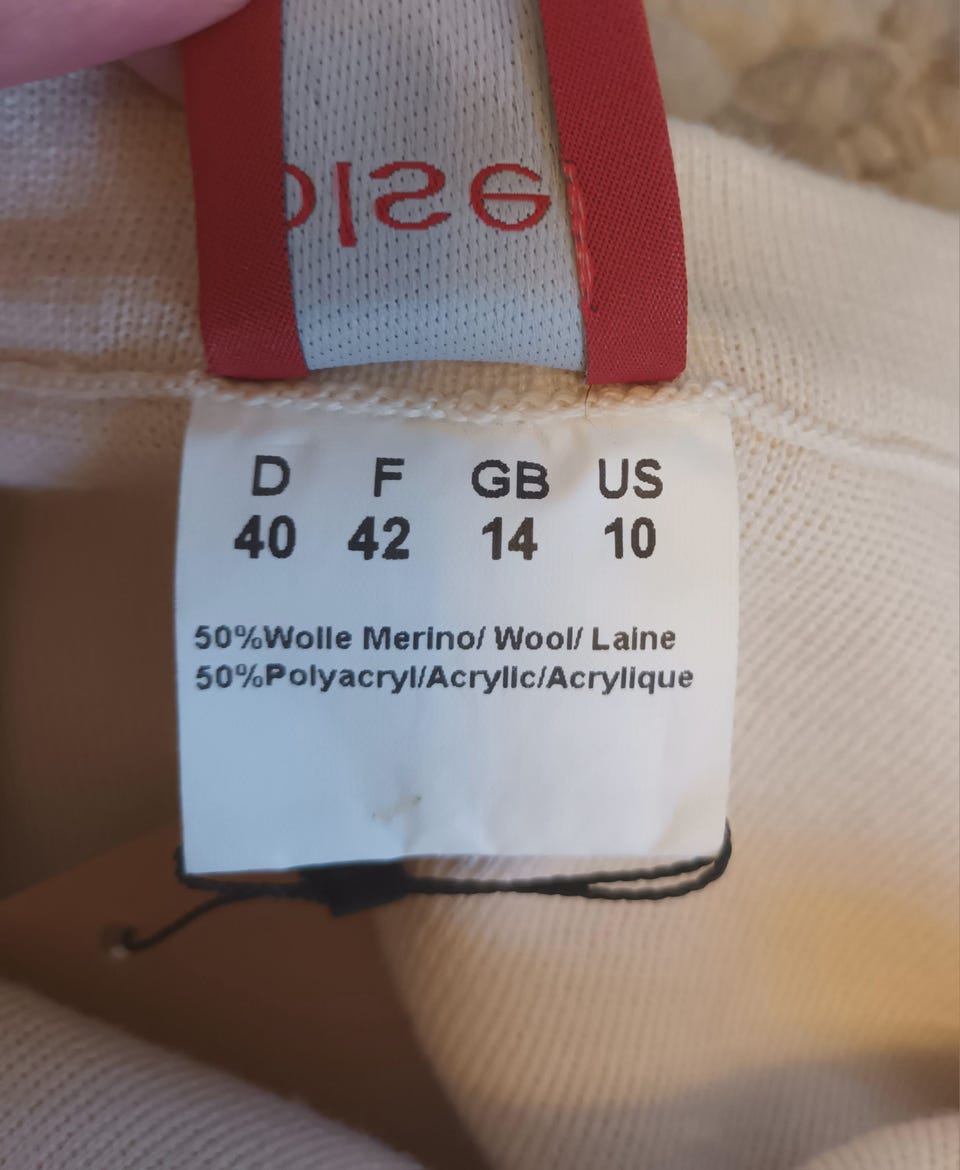 D F GB US
40 42 14 10
50%Wolle Merino/ Wool/ Laine
50%Polyacryl/Acrylic/Acrylique